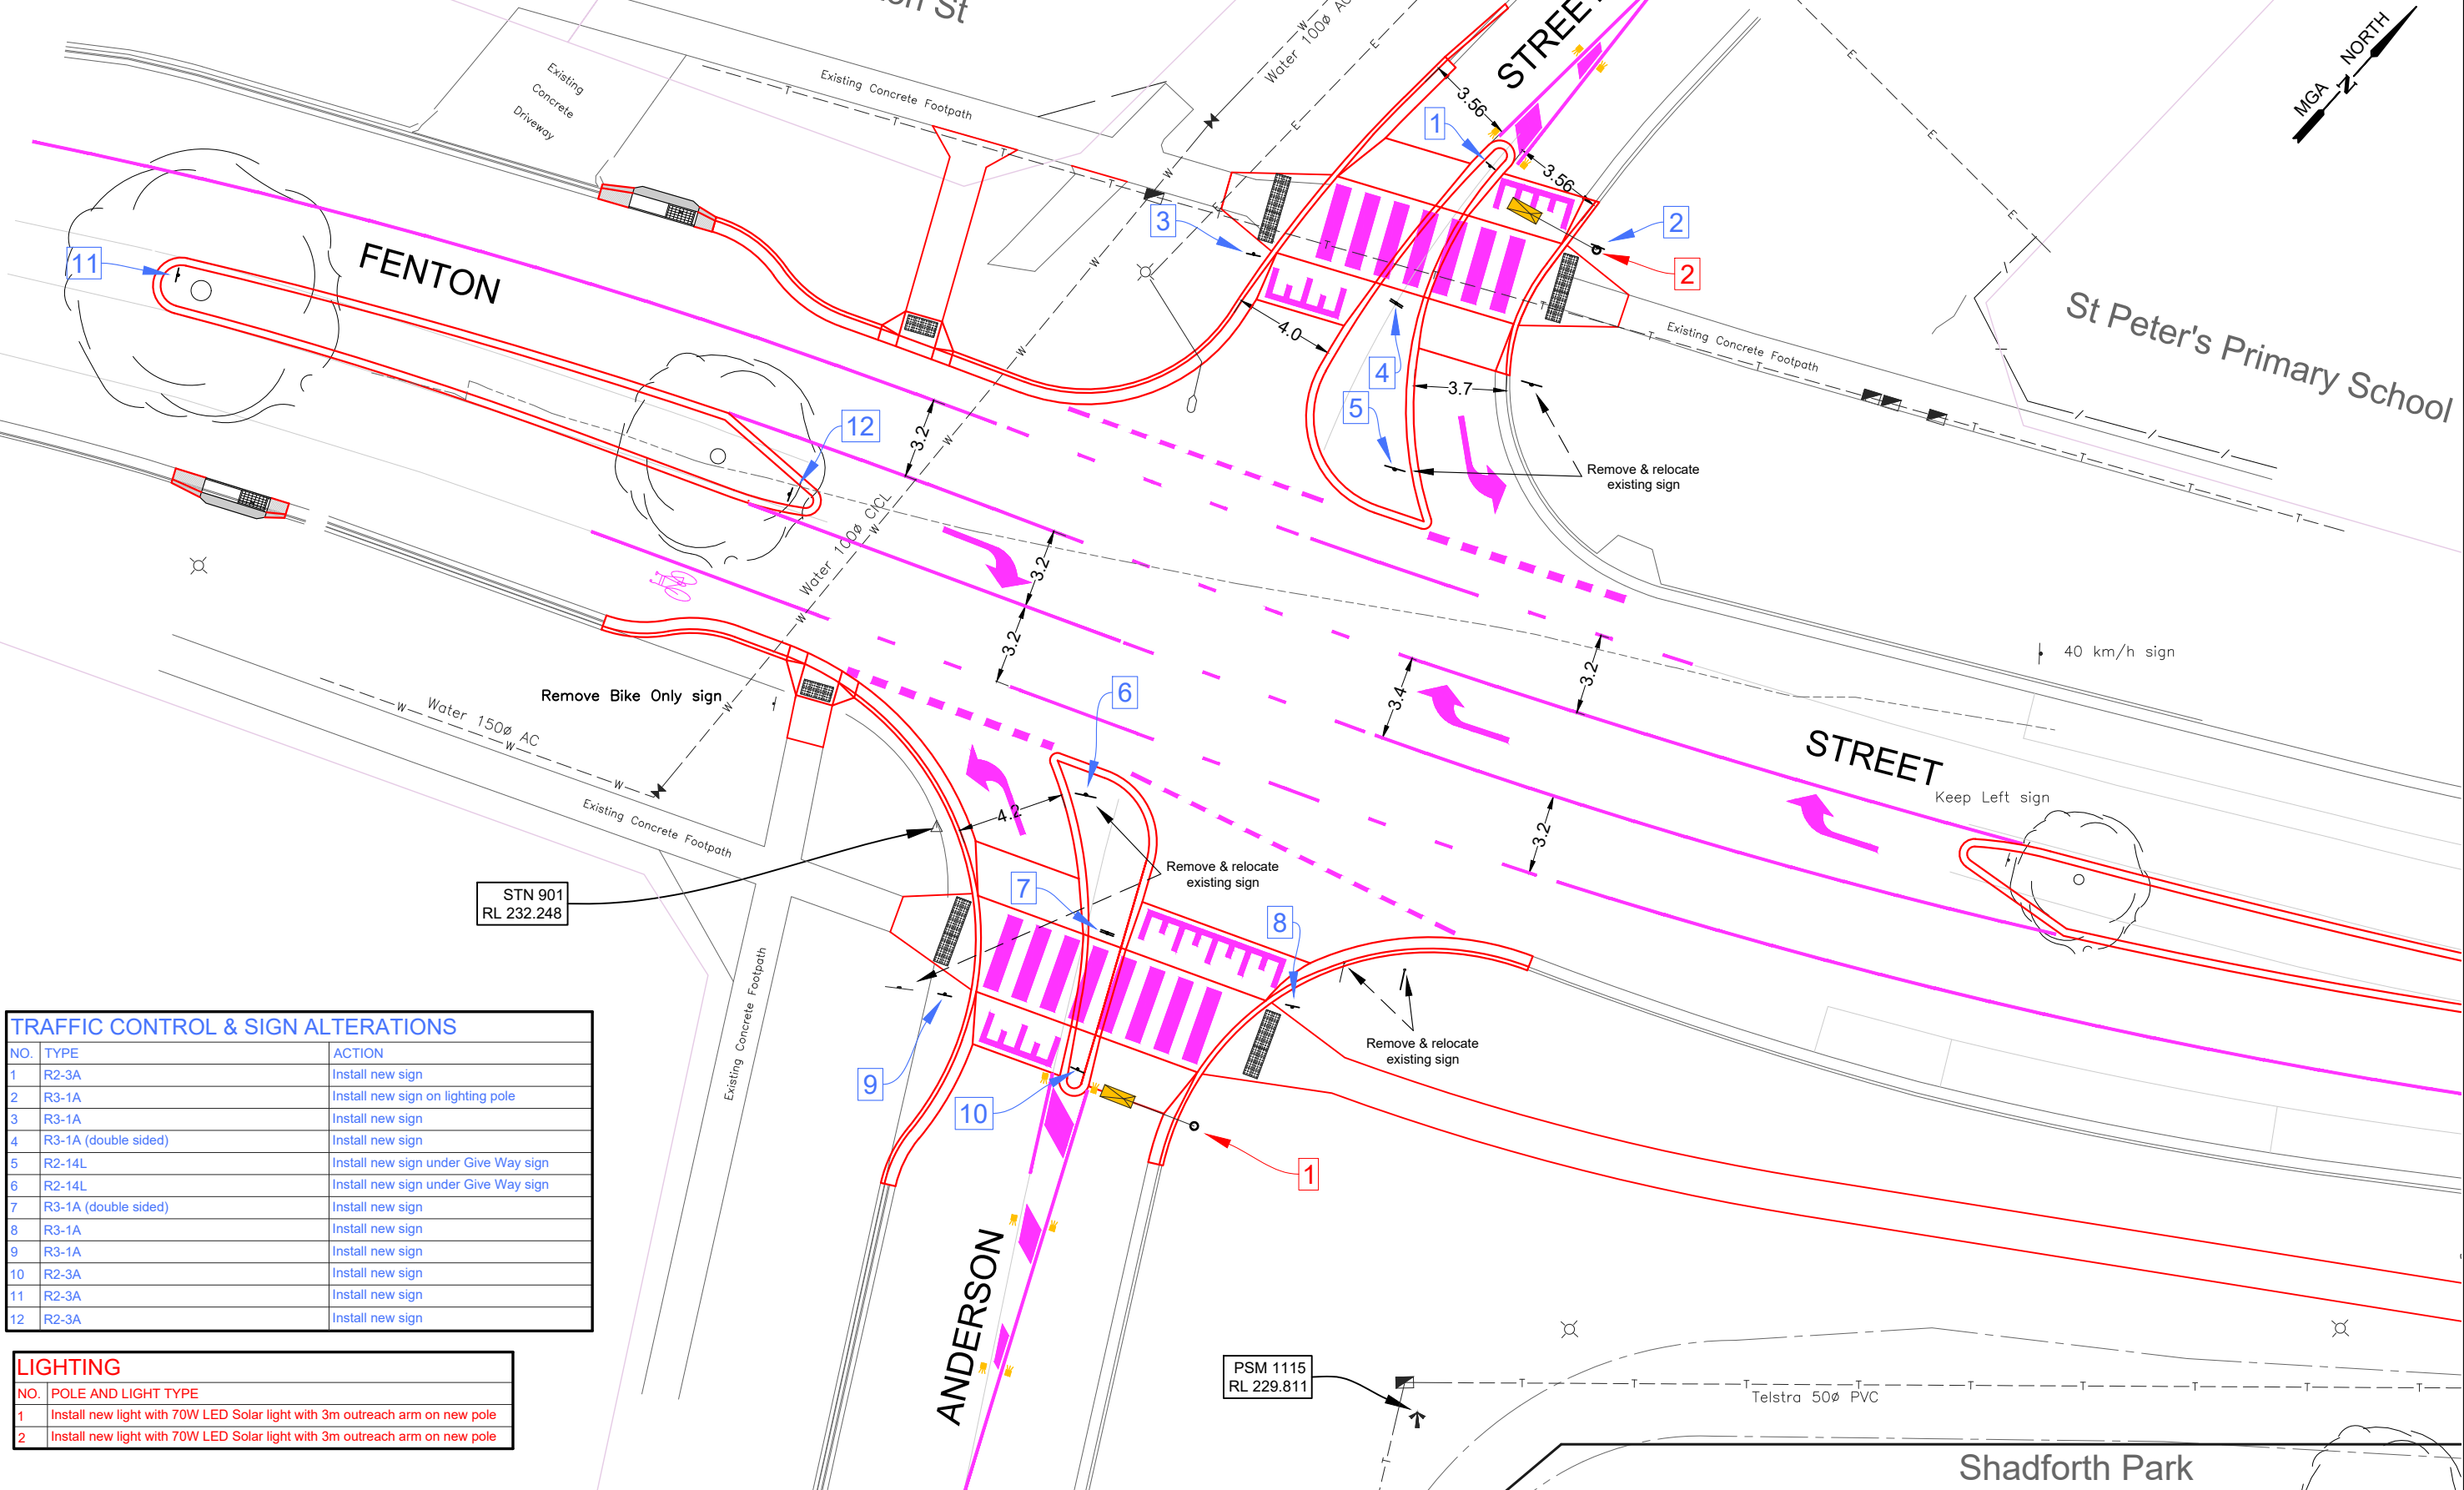 St
Water 100ø AC
STREET
MGA
N
NORTH
Existing
Concrete
Driveway
Existing Concrete Footpath
3.56
1
3.56
3
2
2
FENTON
11
4.0
4
3.7
5
12
3.2
Existing Concrete Footpath
St Peter's Primary School
Remove & relocate
existing sign
Water 100ø CICL
3.2
3.2
40 km/h sign
3.2
3.4
Remove Bike Only sign
6
Water 150ø AC
STREET
Keep Left sign
Existing Concrete Footpath
4.2
3.2
STN 901
RL 232.248
7
Remove & relocate
existing sign
8
Existing Concrete Footpath
9
10
Remove & relocate
existing sign
1
ANDERSON
TRAFFIC CONTROL & SIGN ALTERATIONS
NO. TYPE ACTION
1 R2-3A Install new sign
2 R3-1A Install new sign on lighting pole
3 R3-1A Install new sign
4 R3-1A (double sided) Install new sign
5 R2-14L Install new sign under Give Way sign
6 R2-14L Install new sign under Give Way sign
7 R3-1A (double sided) Install new sign
8 R3-1A Install new sign
9 R3-1A Install new sign
10 R2-3A Install new sign
11 R2-3A Install new sign
12 R2-3A Install new sign
LIGHTING
NO. POLE AND LIGHT TYPE
1 Install new light with 70W LED Solar light with 3m outreach arm on new pole
2 Install new light with 70W LED Solar light with 3m outreach arm on new pole
PSM 1115
RL 229.811
Telstra 50ø PVC
Shadforth Park